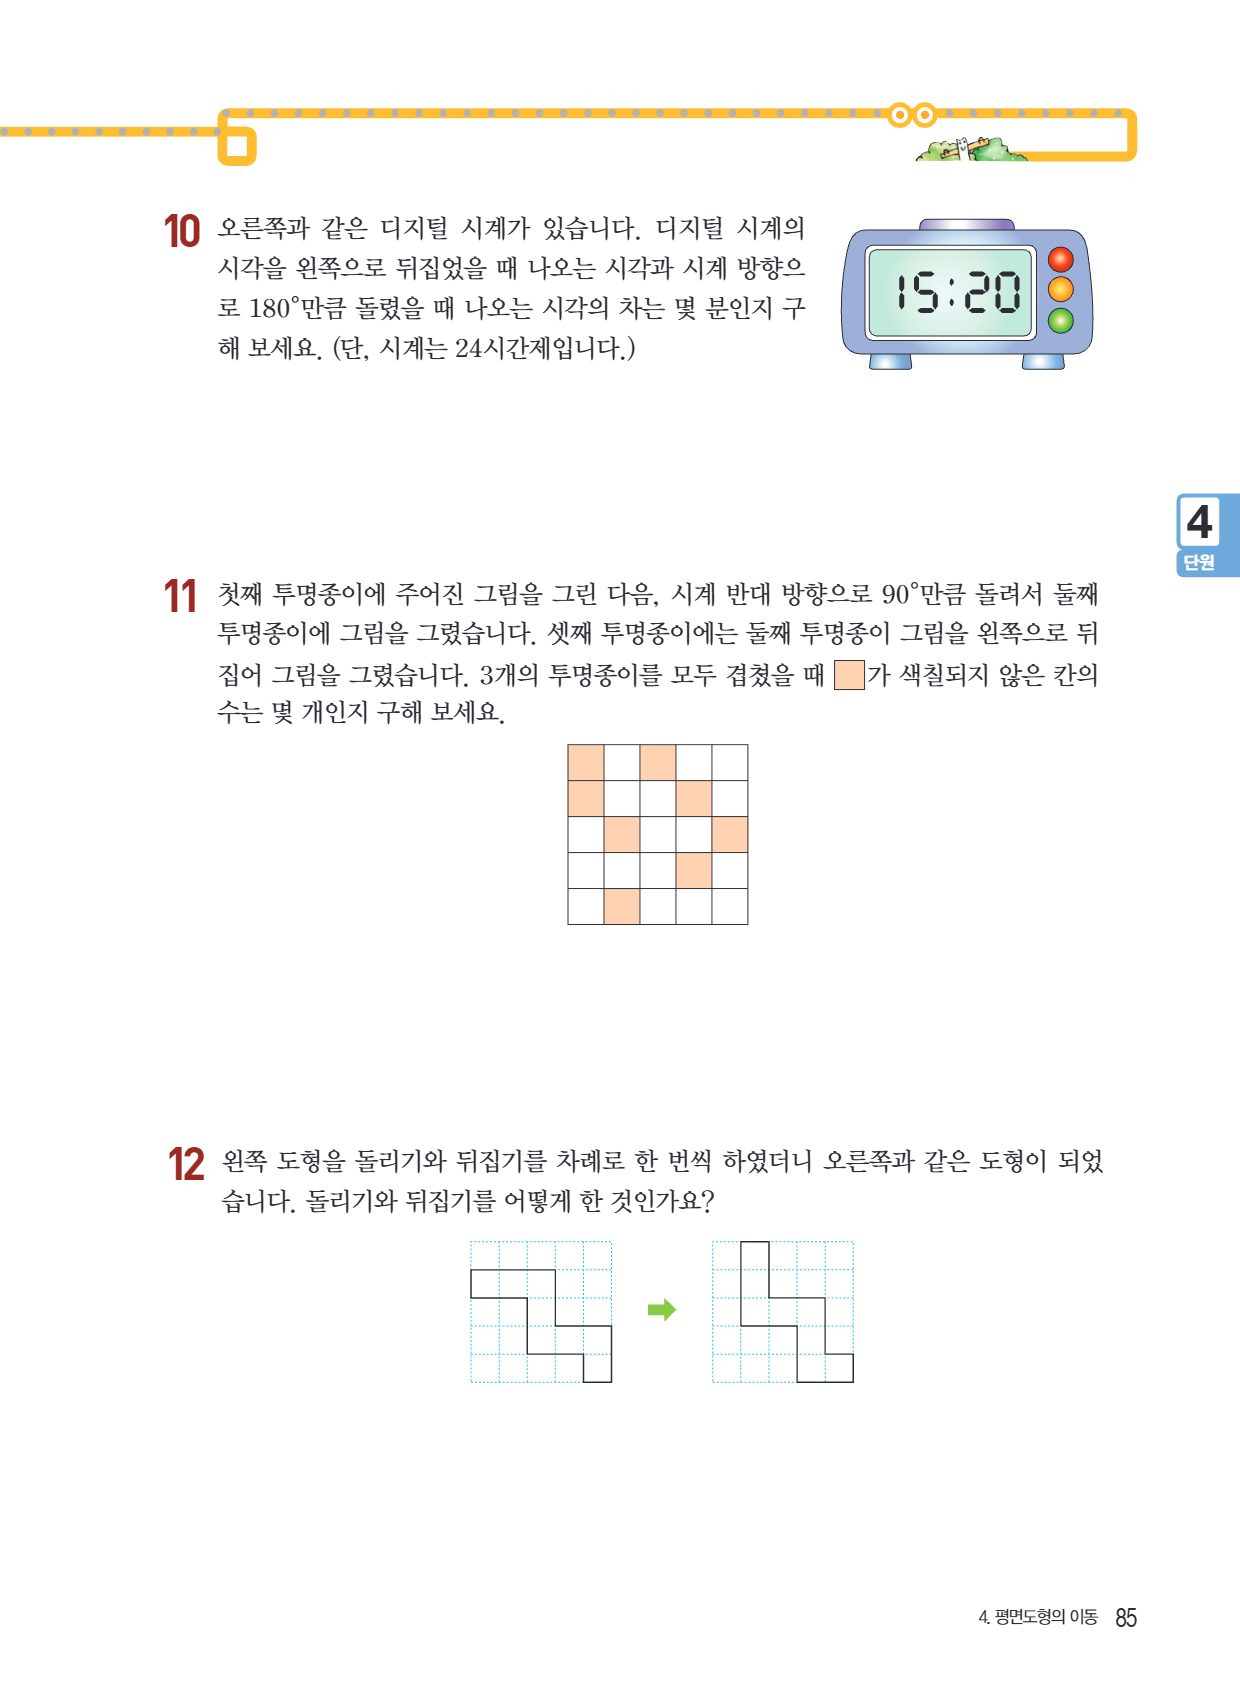 10 오른쪽과 같은 디지털 시계가 있습니다. 디지털 시계의
시각을 왼쪽으로 뒤집었을 때 나오는 시각과 시계 방향으
로 180°만큼 돌렸을 때 나오는 시각의 차는 몇 분인지 구
해 보세요. (단, 시계는 24시간제입니다.)
15:20
4
단원
11 첫째 투명종이에 주어진 그림을 그린 다음, 시계 반대 방향으로 90°만큼 돌려서 둘째
투명종이에 그림을 그렸습니다. 셋째 투명종이에는 둘째 투명종이 그림을 왼쪽으로 뒤
집어 그림을 그렸습니다. 3개의 투명종이를 모두 겹쳤을 때 가 색칠되지 않은 칸의
수는 몇 개인지 구해 보세요.
12 왼쪽 도형을 돌리기와 뒤집기를 차례로 한 번씩 하였더니 오른쪽과 같은 도형이 되었
습니다. 돌리기와 뒤집기를 어떻게 한 것인가요?
4. 평면도형의 이동 85